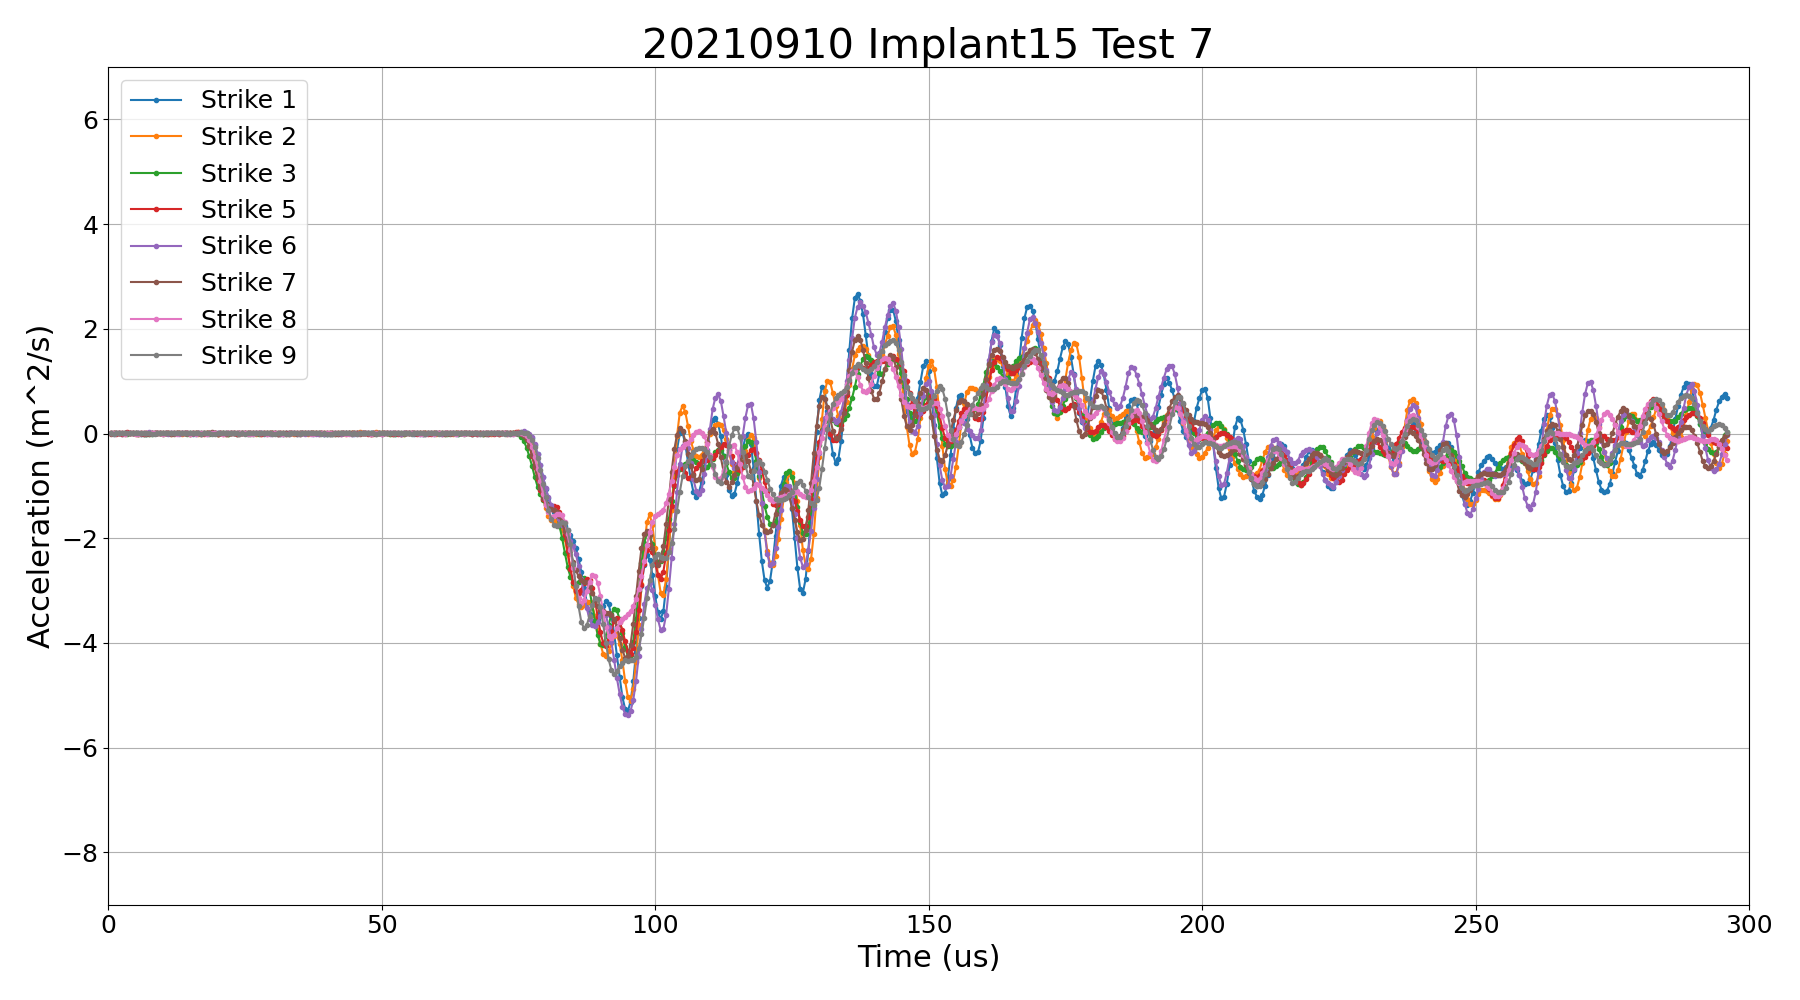 20210910 Implant15 Test 7
Strike 1
Strike 2
Strike 3
Strike 5
Strike 6
Strike 7
Strike 8
Strike 9
6
4
2
0
−2
−4
−6
−8
Acceleration (m^2/s)
0 50 100 150 200 250 300
Time (us)